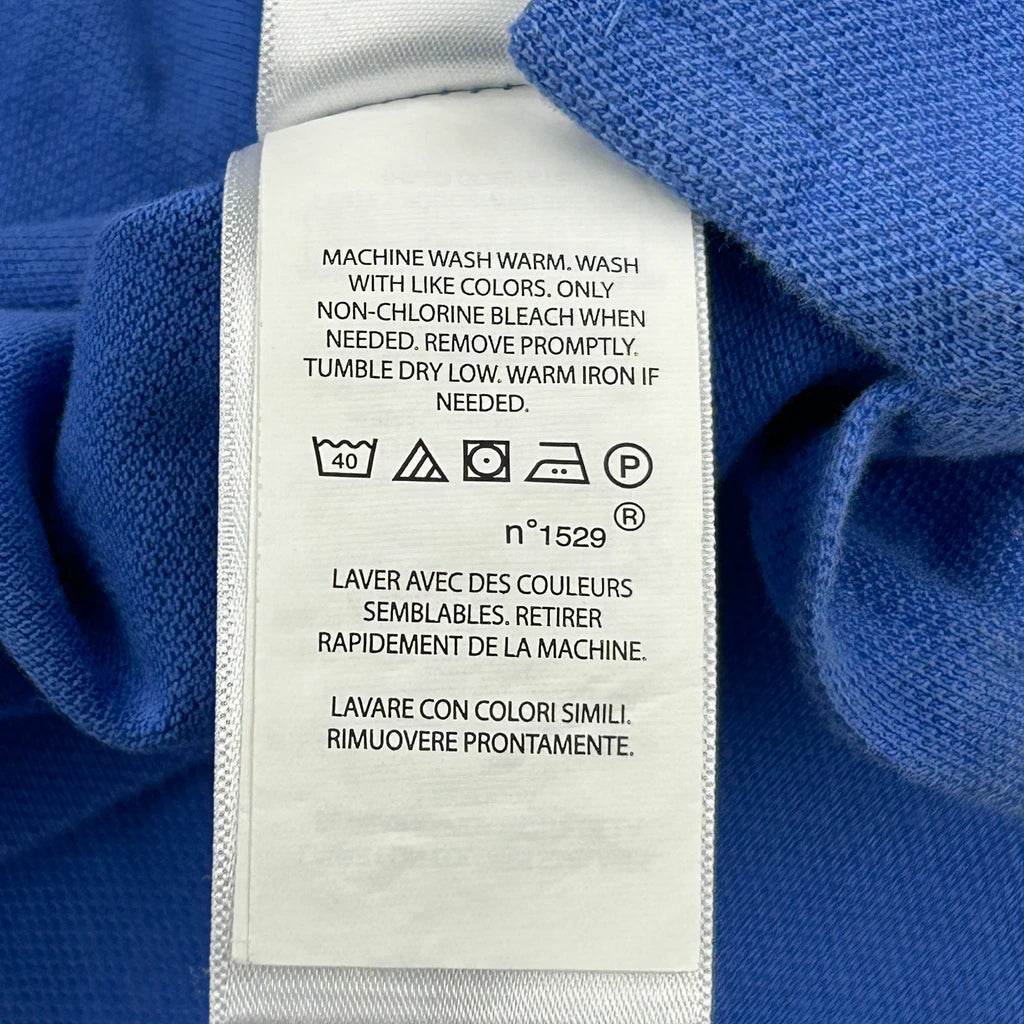 MACHINE WASH WARM. WASH
WITH LIKE COLORS. ONLY
NON-CHLORINE BLEACH WHEN
NEEDED. REMOVE PROMPTLY.
TUMBLE DRY LOW. WARM IRON IF
NEEDED.
40 P
n°1529 ®
LAVER AVEC DES COULEURS
SEMBLABLES. RETIRER
RAPIDEMENT DE LA MACHINE.
LAVARE CON COLORI SIMILI.
RIMUOVERE PRONTAMENTE.